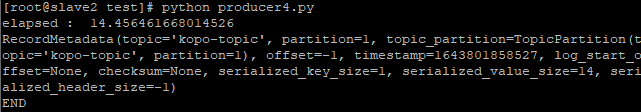 [root@slave2 test]# python producer4.py
elapsed :  14.456461668014526
RecordMetadata(topic='kopo-topic', partition=1, topic_partition=TopicPartition(t
opic='kopo-topic', partition=1), offset=-1, timestamp=1643801858527, log_start_o
ffset=None, checksum=None, serialized_key_size=1, serialized_value_size=14, seri
alized_header_size=-1)
END